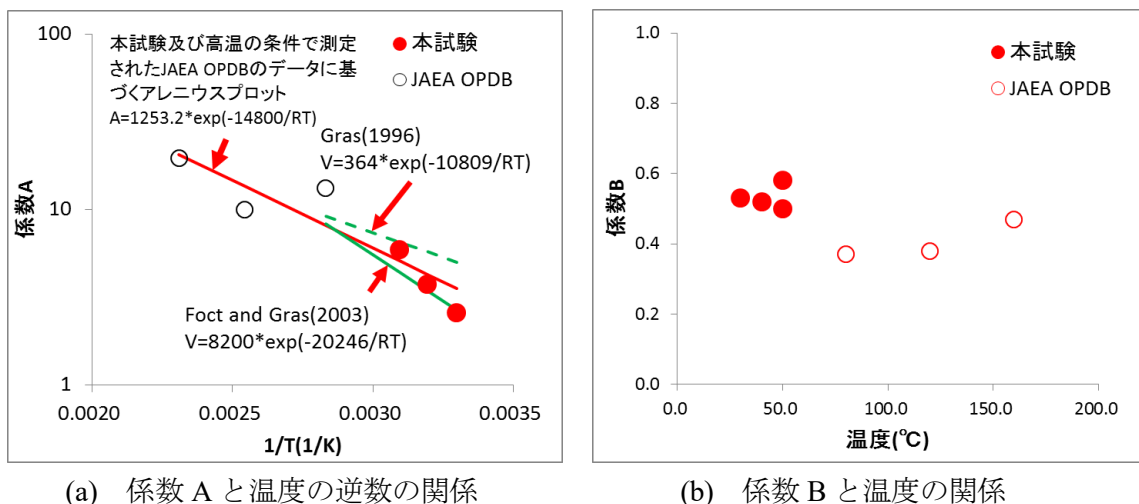 100
10
1
係数A
本試験及び高温の条件で測定
されたJAEA OPDBのデータに基
づくアレニウスプロット
A=1253.2*exp(-14800/RT)
本試験
JAEA OPDB
Gras(1996)
V=364*exp(-10809/RT)
Foct and Gras(2003)
V=8200*exp(-20246/RT)
0.0020 0.0025 0.0030 0.0035
1/T(1/K)
(a) 係数 A と温度の逆数の関係
1.0
0.8
0.6
0.4
0.2
0.0
係数B
本試験
JAEA OPDB
0.0 50.0 100.0 150.0 200.0
温度(℃)
(b) 係数 B と温度の関係